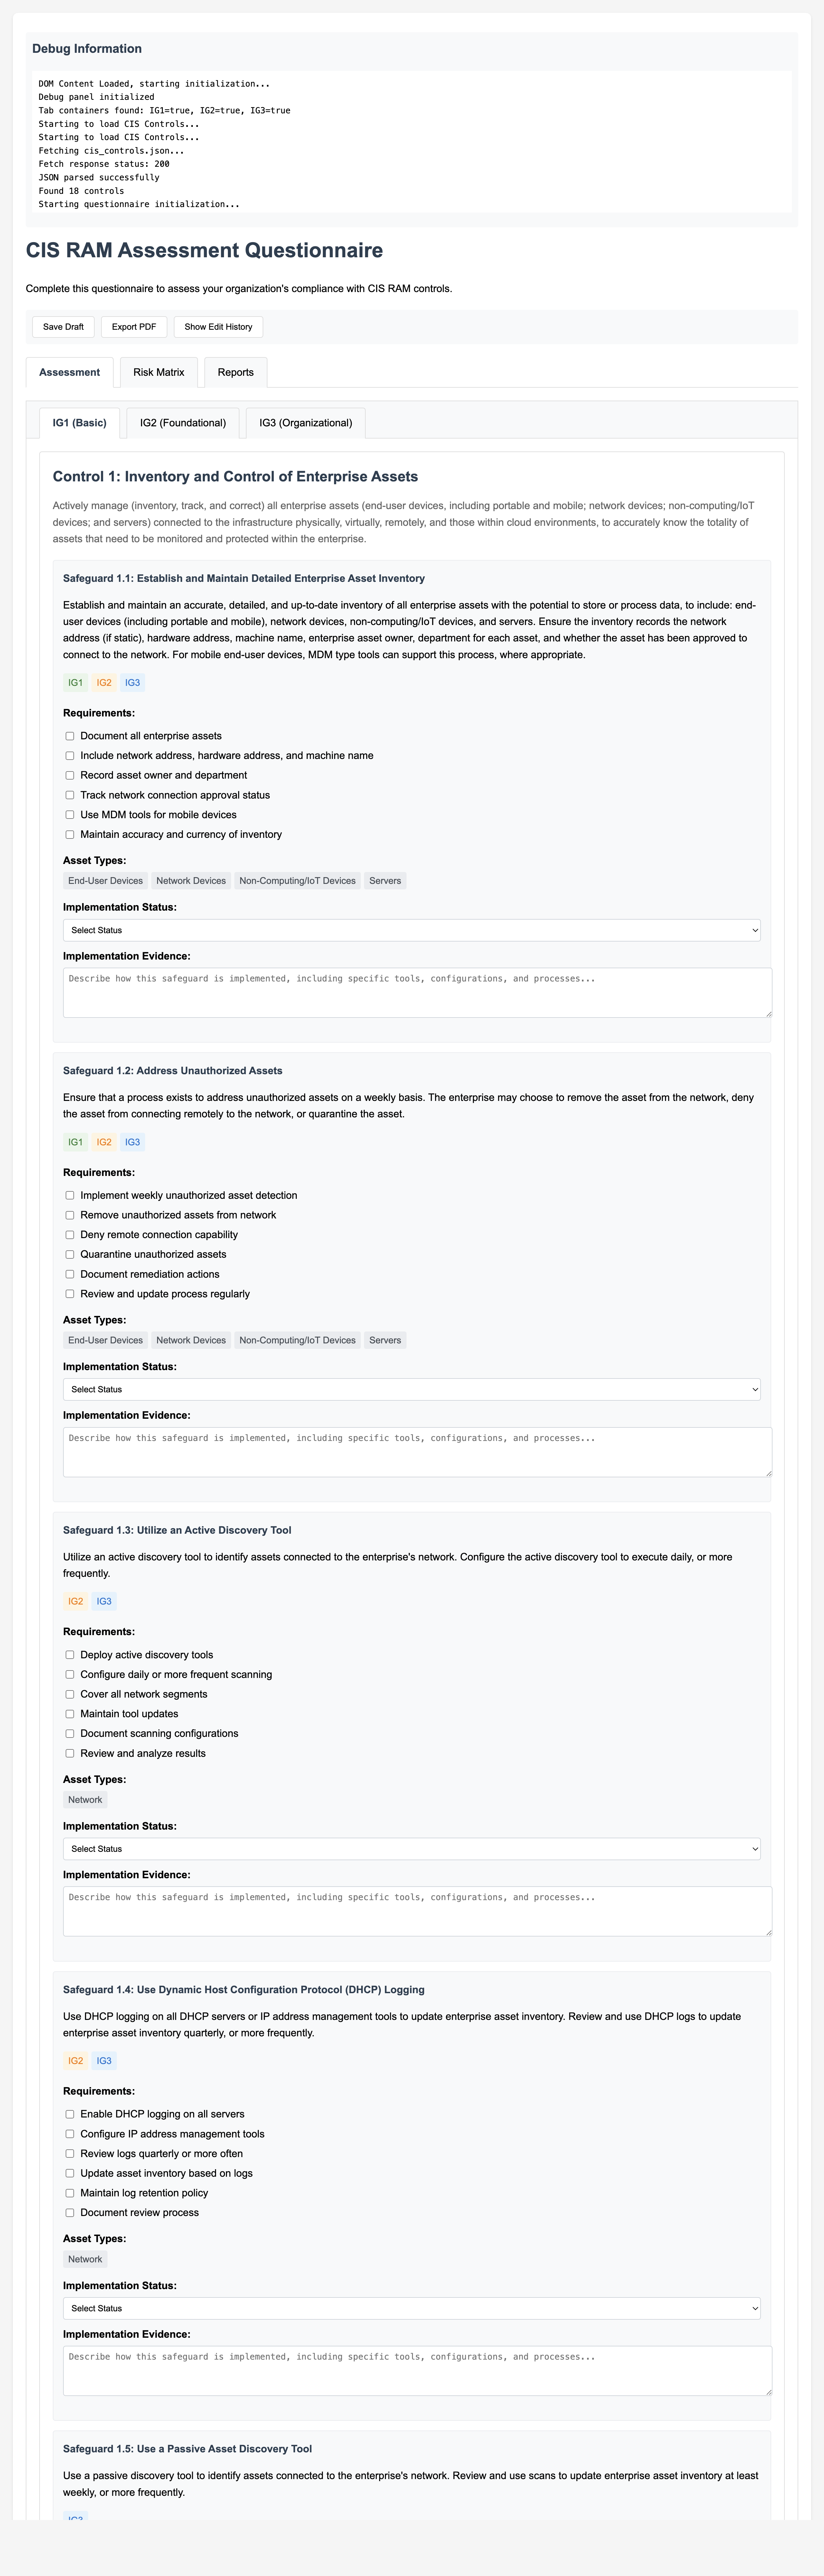 Debug Information
DOM Content Loaded, starting initialization...
Debug panel initialized
Tab containers found: IG1=true, IG2=true, IG3=true
Starting to load CIS Controls...
Starting to load CIS Controls...
Fetching cis_controls.json...
Fetch response status: 200
JSON parsed successfully
Found 18 controls
Starting questionnaire initialization...
CIS RAM Assessment Questionnaire
Complete this questionnaire to assess your organization's compliance with CIS RAM controls.
Save Draft Export PDF Show Edit History
Assessment Risk Matrix Reports
IG1 (Basic) IG2 (Foundational) IG3 (Organizational)
Control 1: Inventory and Control of Enterprise Assets
Actively manage (inventory, track, and correct) all enterprise assets (end-user devices, including portable and mobile; network devices; non-computing/IoT
devices; and servers) connected to the infrastructure physically, virtually, remotely, and those within cloud environments, to accurately know the totality of
assets that need to be monitored and protected within the enterprise.
Safeguard 1.1: Establish and Maintain Detailed Enterprise Asset Inventory
Establish and maintain an accurate, detailed, and up-to-date inventory of all enterprise assets with the potential to store or process data, to include: end-
user devices (including portable and mobile), network devices, non-computing/IoT devices, and servers. Ensure the inventory records the network
address (if static), hardware address, machine name, enterprise asset owner, department for each asset, and whether the asset has been approved to
connect to the network. For mobile end-user devices, MDM type tools can support this process, where appropriate.
IG1 IG2 IG3
Requirements:
Document all enterprise assets
Include network address, hardware address, and machine name
Record asset owner and department
Track network connection approval status
Use MDM tools for mobile devices
Maintain accuracy and currency of inventory
Asset Types:
End-User Devices Network Devices Non-Computing/IoT Devices Servers
Implementation Status:
Select Status
Implementation Evidence:
Describe how this safeguard is implemented, including specific tools, configurations, and processes...
Safeguard 1.2: Address Unauthorized Assets
Ensure that a process exists to address unauthorized assets on a weekly basis. The enterprise may choose to remove the asset from the network, deny
the asset from connecting remotely to the network, or quarantine the asset.
IG1 IG2 IG3
Requirements:
Implement weekly unauthorized asset detection
Remove unauthorized assets from network
Deny remote connection capability
Quarantine unauthorized assets
Document remediation actions
Review and update process regularly
Asset Types:
End-User Devices Network Devices Non-Computing/IoT Devices Servers
Implementation Status:
Select Status
Implementation Evidence:
Describe how this safeguard is implemented, including specific tools, configurations, and processes...
Safeguard 1.3: Utilize an Active Discovery Tool
Utilize an active discovery tool to identify assets connected to the enterprise's network. Configure the active discovery tool to execute daily, or more
frequently.
IG2 IG3
Requirements:
Deploy active discovery tools
Configure daily or more frequent scanning
Cover all network segments
Maintain tool updates
Document scanning configurations
Review and analyze results
Asset Types:
Network
Implementation Status:
Select Status
Implementation Evidence:
Describe how this safeguard is implemented, including specific tools, configurations, and processes...
Safeguard 1.4: Use Dynamic Host Configuration Protocol (DHCP) Logging
Use DHCP logging on all DHCP servers or IP address management tools to update enterprise asset inventory. Review and use DHCP logs to update
enterprise asset inventory quarterly, or more frequently.
IG2 IG3
Requirements:
Enable DHCP logging on all servers
Configure IP address management tools
Review logs quarterly or more often
Update asset inventory based on logs
Maintain log retention policy
Document review process
Asset Types:
Network
Implementation Status:
Select Status
Implementation Evidence:
Describe how this safeguard is implemented, including specific tools, configurations, and processes...
Safeguard 1.5: Use a Passive Asset Discovery Tool
Use a passive discovery tool to identify assets connected to the enterprise's network. Review and use scans to update enterprise asset inventory at least
weekly, or more frequently.